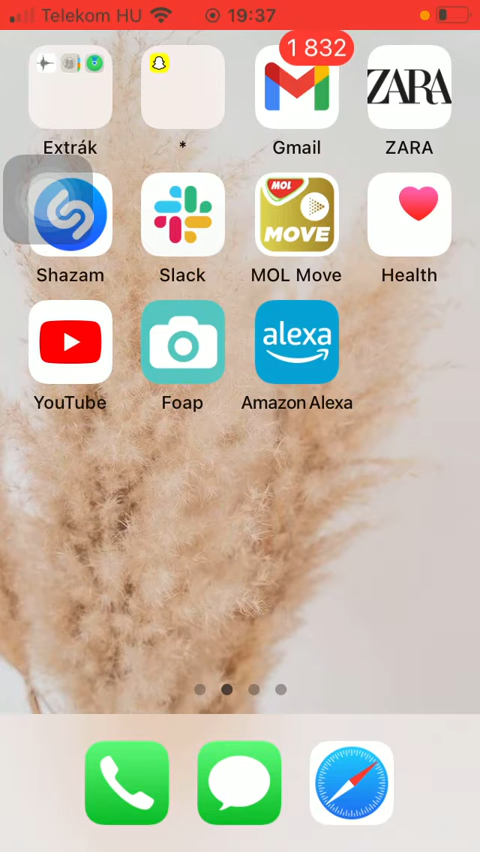 Telekom HU 19:37
1 832
Extrák * Gmail ZARA
ZARA
Shazam Slack MOL Move Health
MOL
MOVE
YouTube Foap Amazon Alexa
alexa